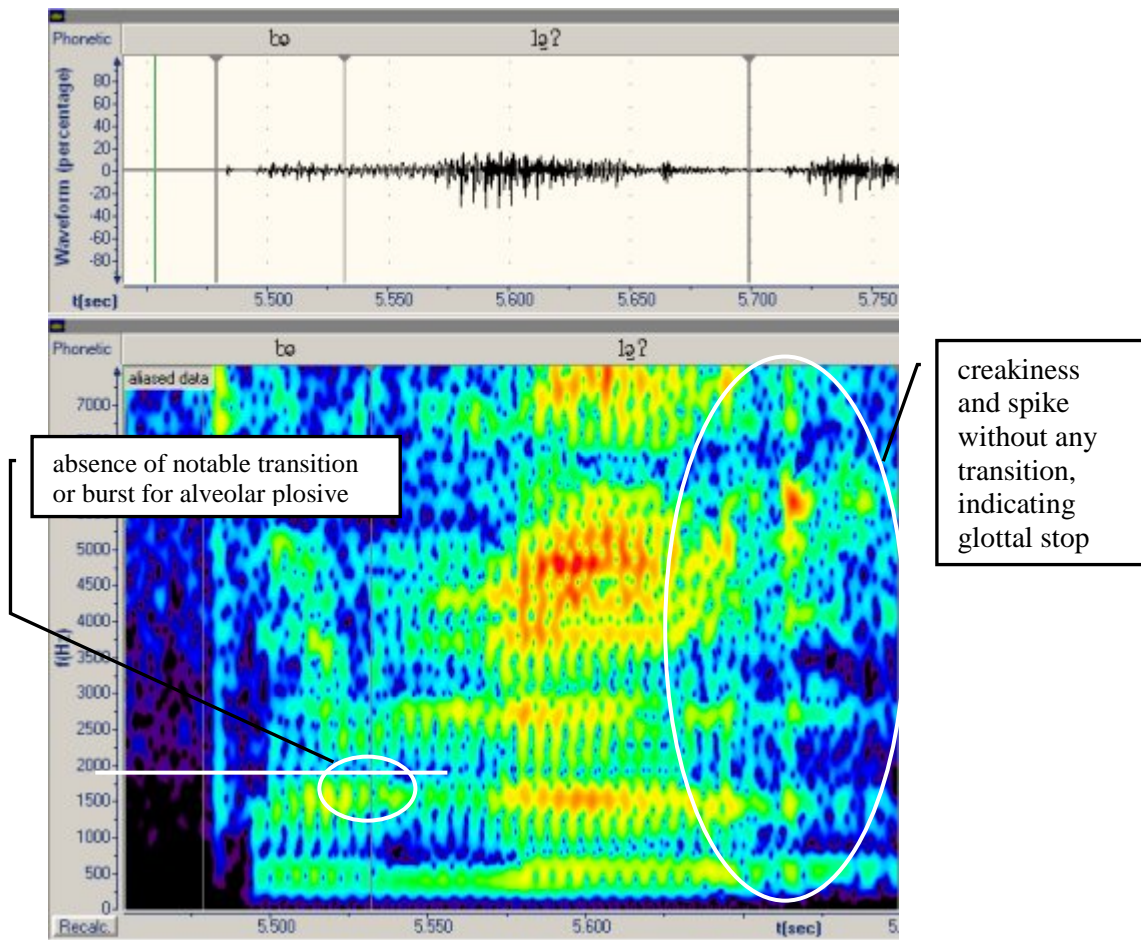 Phonetic bə lə̰ʔ
Waveform (percentage)
80
60
40
20
0
-20
-40
-60
-80
t(sec) 5.500 5.550 5.600 5.650 5.700 5.750
Phonetic bə lə̰ʔ
aliased data
7000
absence of notable transition
or burst for alveolar plosive
5000
4500
4000
3500
3000
2500
2000
1500
1000
500
0
f(Hz)
Recalc. 5.500 5.550 5.600 t(sec)
creakiness
and spike
without any
transition,
indicating
glottal stop